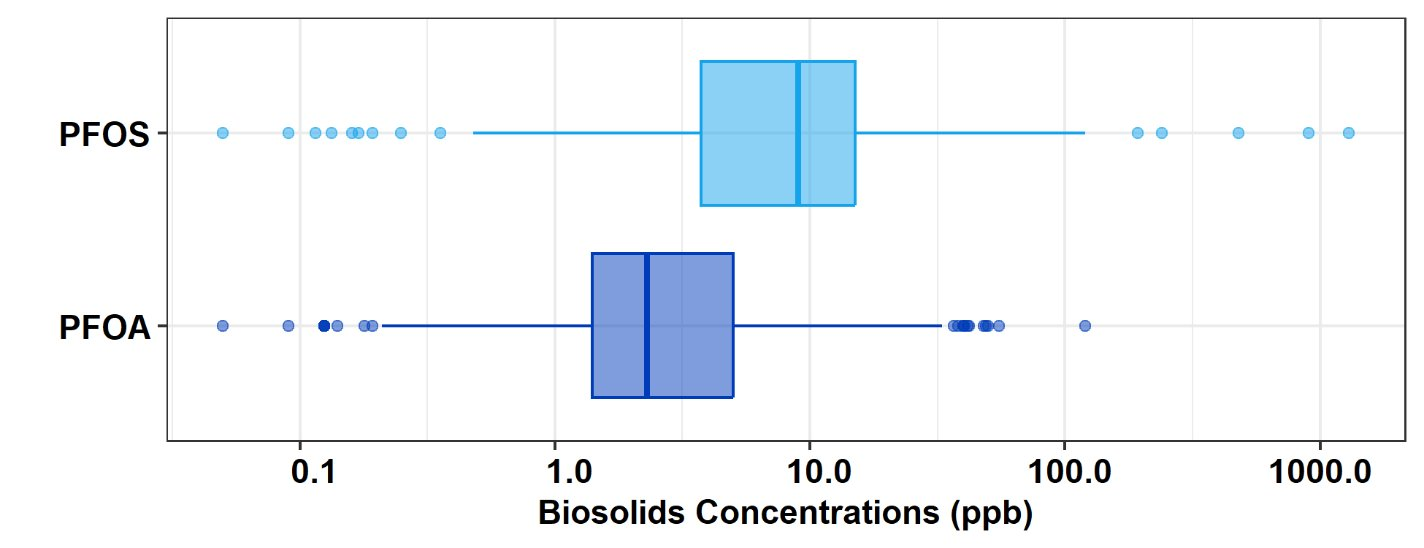 PFOS
PFOA
0.1 1.0 10.0 100.0 1000.0
Biosolids Concentrations (ppb)